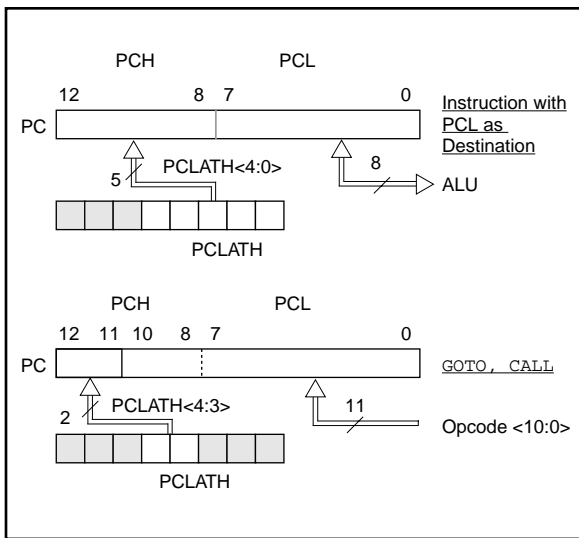 PCH PCL
12 8 7 0
PC
Instruction with
PCL as
Destination
PCLATH<4:0>
5
8
ALU
PCLATH
PCH PCL
12 11 10 8 7 0
PC
GOTO, CALL
PCLATH<4:3>
2
11
Opcode <10:0>
PCLATH